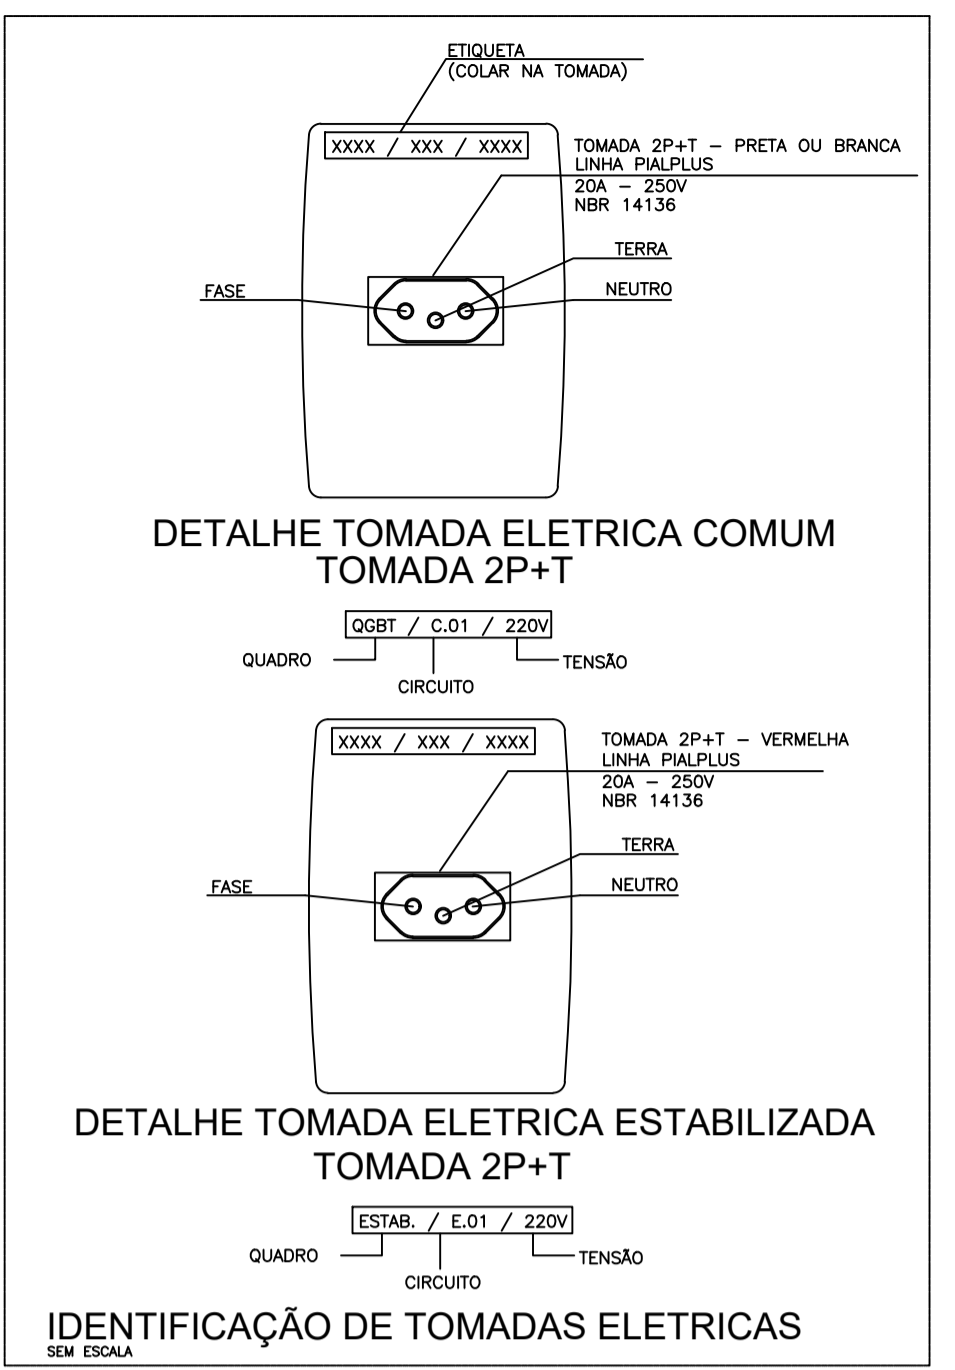 ETIQUETA
(COLAR NA TOMADA)
XXXX / XXX / XXXX
TOMADA 2P+T – PRETA OU BRANCA
LINHA PIALPLUS
20A – 250V
NBR 14136
TERRA
FASE
NEUTRO
DETALHE TOMADA ELETRICA COMUM
TOMADA 2P+T
QGBT / C.01 / 220V
QUADRO
TENSÃO
CIRCUITO
XXXX / XXX / XXXX
TOMADA 2P+T – VERMELHA
LINHA PIALPLUS
20A – 250V
NBR 14136
TERRA
FASE
NEUTRO
DETALHE TOMADA ELETRICA ESTABILIZADA
TOMADA 2P+T
ESTAB. / E.01 / 220V
QUADRO
TENSÃO
CIRCUITO
IDENTIFICAÇÃO DE TOMADAS ELETRICAS
SEM ESCALA